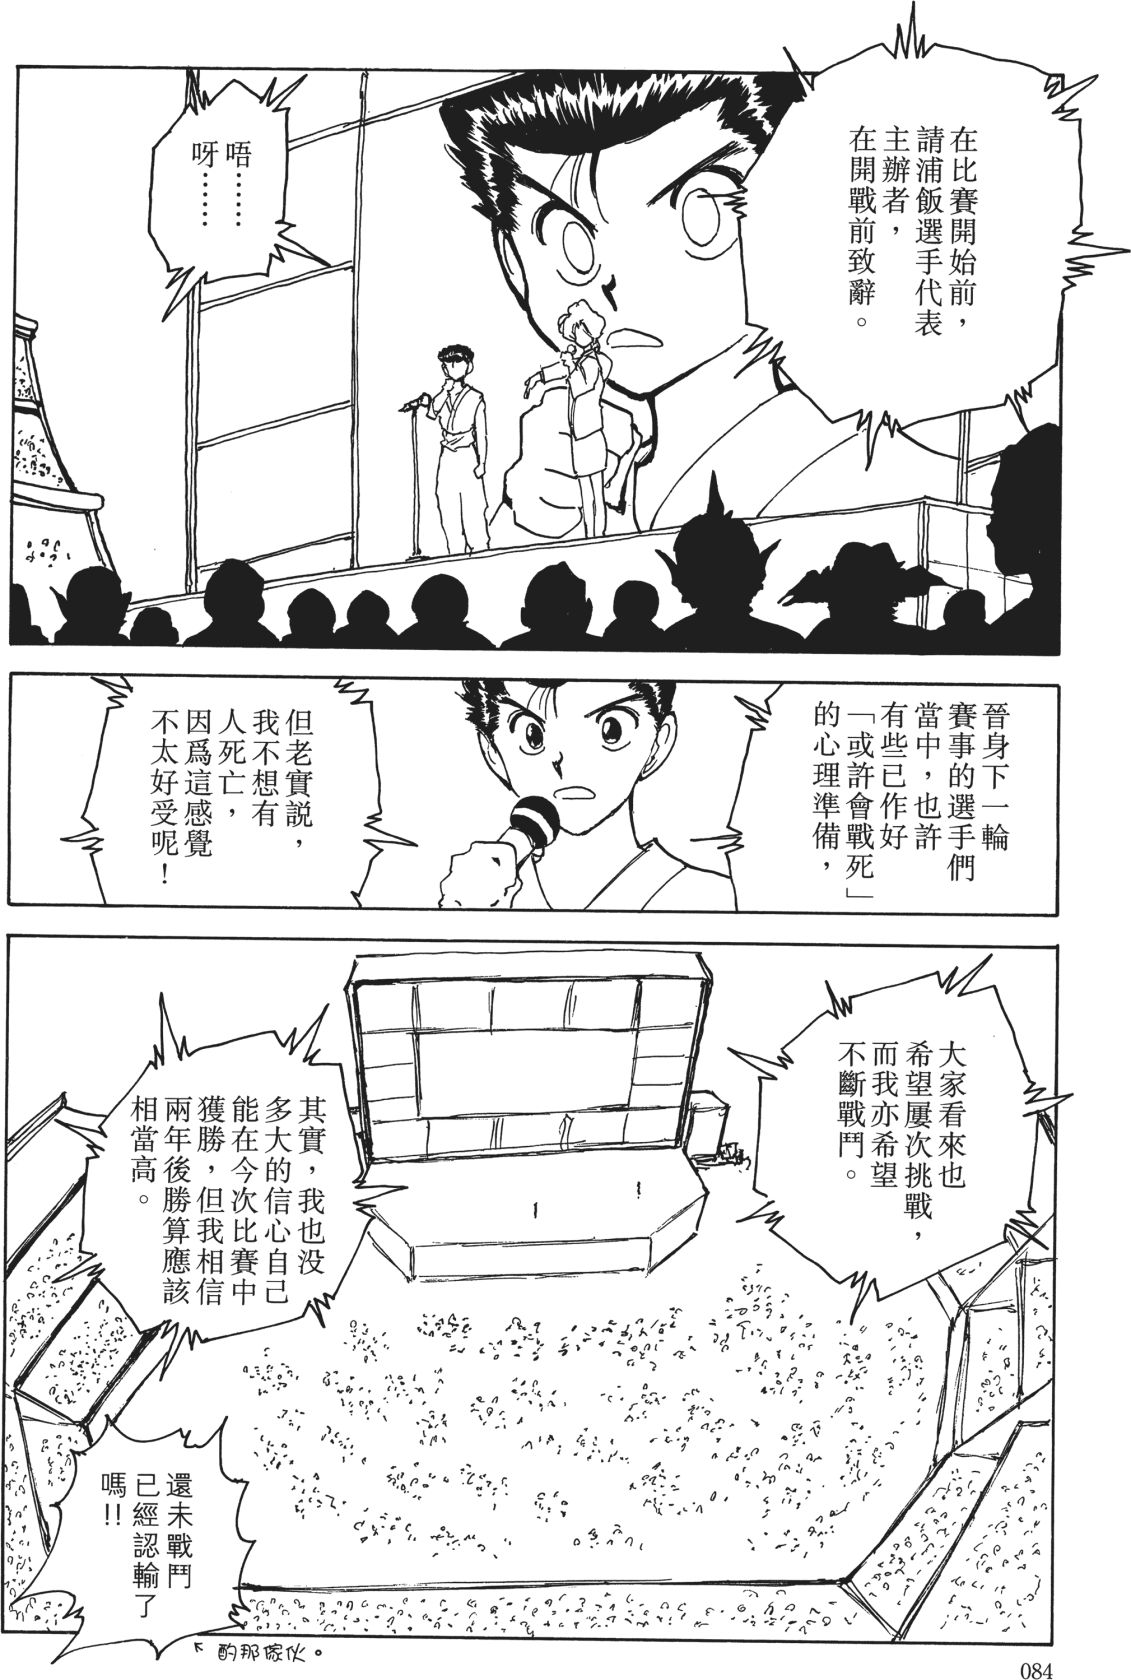 在比賽開始前，
請浦飯選手代表
主辦者，
在開戰前致辭。
唔⋯⋯
呀⋯⋯
晉身下一輪
賽事的選手們
當中，也許
有些已作好
「或許會戰死」
的心理準備，
但老實說，
我不想有
人死亡，
因爲這感覺
不太好受呢！
大家看來也
希望屢次挑戰，
而我亦希望
不斷戰鬥。
其實，我也没
多大的信心自己
能在今次比賽中
獲勝，但我相信
兩年後勝算應該
相當高。
還未戰鬥
已經認輸了
嗎!!
酌那傢伙。
084